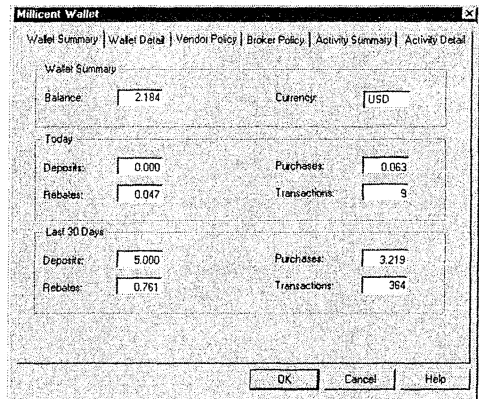 Millicent Wallet
Wallet Summary Wallet Detail Vendor Policy Broker Policy Activity Summary Activity Detail
Wallet Summary
Balance: 2.184 Currency: USD
Today
Deposits: 0.000 Purchases: 0.063
Rebates: 0.047 Transactions: 9
Last 30 Days
Deposits: 5.000 Purchases: 3.219
Rebates: 0.761 Transactions: 364
OK Cancel Help